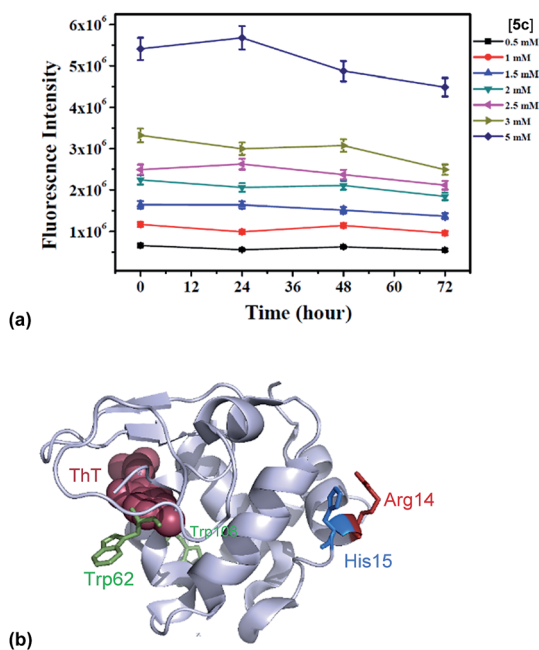 [5c]
0.5 mM
1 mM
1.5 mM
2 mM
2.5 mM
3 mM
5 mM
6x10⁶
5x10⁶
4x10⁶
3x10⁶
2x10⁶
1x10⁶
Fluorescence Intensity
0 12 24 36 48 60 72
Time (hour)
(a)
ThT
Trp108
Trp62
Arg14
His15
(b)